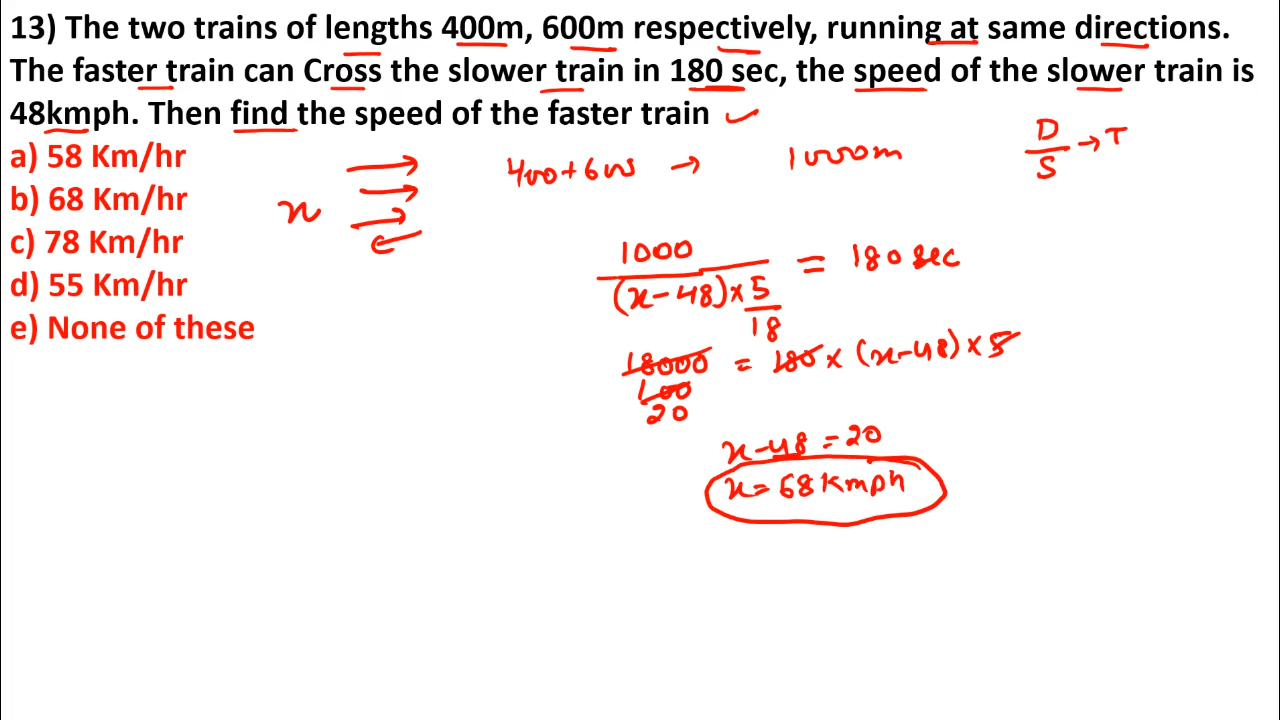 13) The two trains of lengths 400m, 600m respectively, running at same directions.
The faster train can Cross the slower train in 180 sec, the speed of the slower train is
48kmph. Then find the speed of the faster train ✓
a) 58 Km/hr
b) 68 Km/hr
c) 78 Km/hr
d) 55 Km/hr
e) None of these
x
400+600 → 1000m
D/S → T
1000/((x-48)×5/18) = 180 sec
18000 = 180×(x-48)×5
100
20
x-48 = 20
x = 68 Kmph